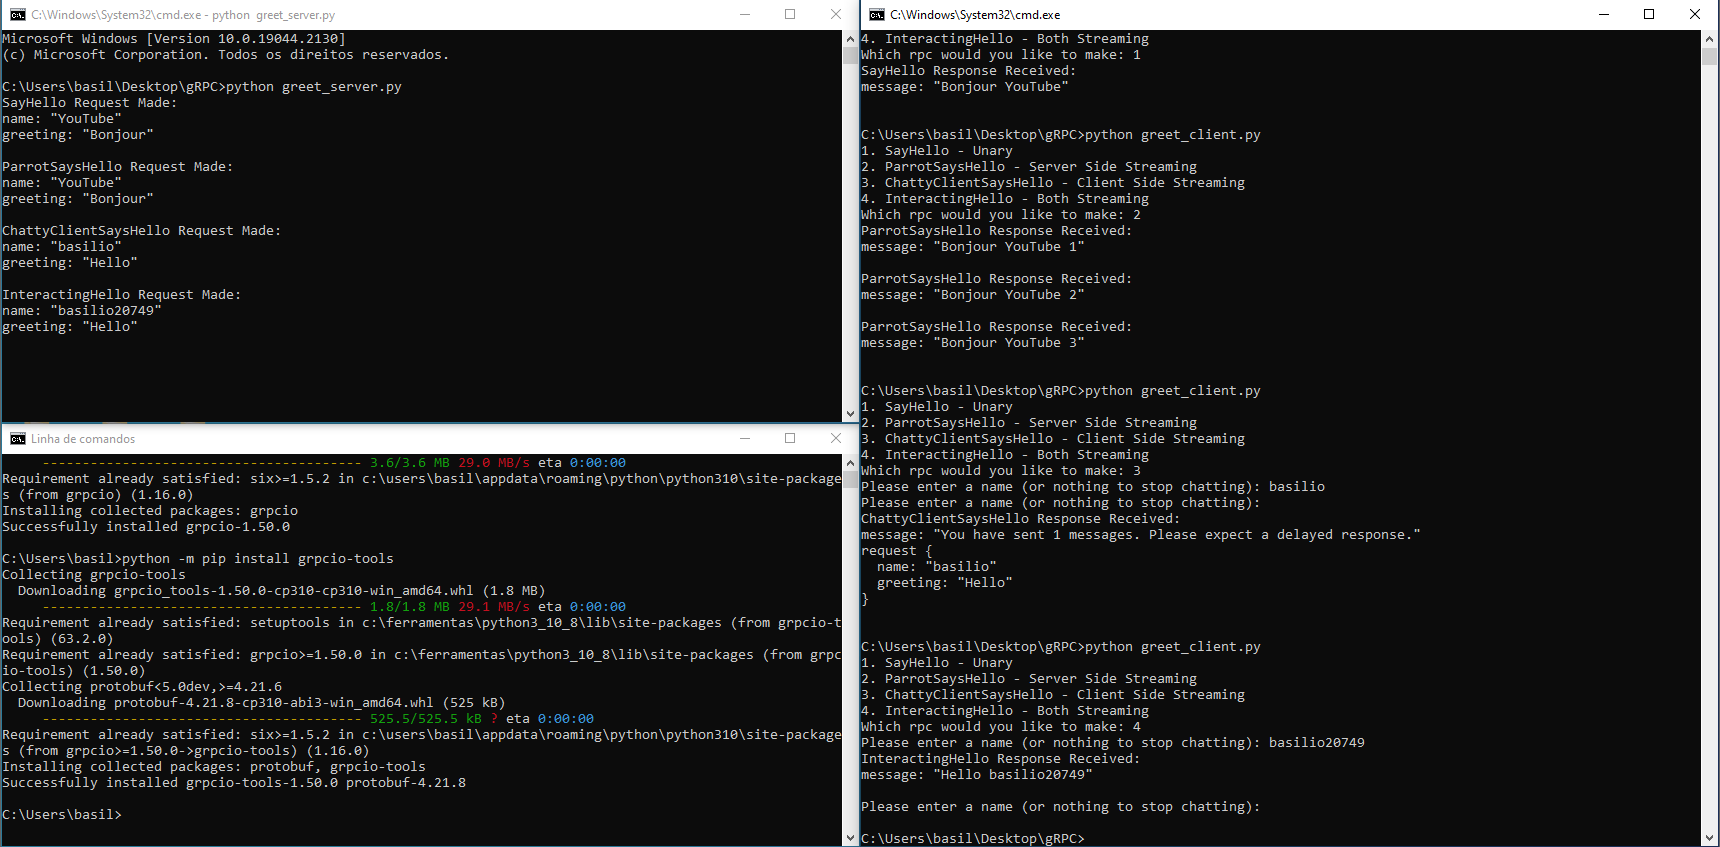 C:\Windows\System32\cmd.exe - python  greet_server.py
Microsoft Windows [Version 10.0.19044.2130]
(c) Microsoft Corporation. Todos os direitos reservados.
C:\Users\basil\Desktop\gRPC>python greet_server.py
SayHello Request Made:
name: "YouTube"
greeting: "Bonjour"
ParrotSaysHello Request Made:
name: "YouTube"
greeting: "Bonjour"
ChattyClientSaysHello Request Made:
name: "basilio"
greeting: "Hello"
InteractingHello Request Made:
name: "basilio20749"
greeting: "Hello"
Linha de comandos
---------------------------------------- 3.6/3.6 MB 29.0 MB/s eta 0:00:00
Requirement already satisfied: six>=1.5.2 in c:\users\basil\appdata\roaming\python\python310\site-package
s (from grpcio) (1.16.0)
Installing collected packages: grpcio
Successfully installed grpcio-1.50.0
C:\Users\basil>python -m pip install grpcio-tools
Collecting grpcio-tools
  Downloading grpcio_tools-1.50.0-cp310-cp310-win_amd64.whl (1.8 MB)
     ---------------------------------------- 1.8/1.8 MB 29.1 MB/s eta 0:00:00
Requirement already satisfied: setuptools in c:\ferramentas\python3_10_8\lib\site-packages (from grpcio-t
ools) (63.2.0)
Requirement already satisfied: grpcio>=1.50.0 in c:\ferramentas\python3_10_8\lib\site-packages (from grpc
io-tools) (1.50.0)
Collecting protobuf<5.0dev,>=4.21.6
  Downloading protobuf-4.21.8-cp310-abi3-win_amd64.whl (525 kB)
     ---------------------------------------- 525.5/525.5 kB ? eta 0:00:00
Requirement already satisfied: six>=1.5.2 in c:\users\basil\appdata\roaming\python\python310\site-package
s (from grpcio>=1.50.0->grpcio-tools) (1.16.0)
Installing collected packages: protobuf, grpcio-tools
Successfully installed grpcio-tools-1.50.0 protobuf-4.21.8
C:\Users\basil>
C:\Windows\System32\cmd.exe
4. InteractingHello - Both Streaming
Which rpc would you like to make: 1
SayHello Response Received:
message: "Bonjour YouTube"
C:\Users\basil\Desktop\gRPC>python greet_client.py
1. SayHello - Unary
2. ParrotSaysHello - Server Side Streaming
3. ChattyClientSaysHello - Client Side Streaming
4. InteractingHello - Both Streaming
Which rpc would you like to make: 2
ParrotSaysHello Response Received:
message: "Bonjour YouTube 1"
ParrotSaysHello Response Received:
message: "Bonjour YouTube 2"
ParrotSaysHello Response Received:
message: "Bonjour YouTube 3"
C:\Users\basil\Desktop\gRPC>python greet_client.py
1. SayHello - Unary
2. ParrotSaysHello - Server Side Streaming
3. ChattyClientSaysHello - Client Side Streaming
4. InteractingHello - Both Streaming
Which rpc would you like to make: 3
Please enter a name (or nothing to stop chatting): basilio
Please enter a name (or nothing to stop chatting):
ChattyClientSaysHello Response Received:
message: "You have sent 1 messages. Please expect a delayed response."
request {
  name: "basilio"
  greeting: "Hello"
}
C:\Users\basil\Desktop\gRPC>python greet_client.py
1. SayHello - Unary
2. ParrotSaysHello - Server Side Streaming
3. ChattyClientSaysHello - Client Side Streaming
4. InteractingHello - Both Streaming
Which rpc would you like to make: 4
Please enter a name (or nothing to stop chatting): basilio20749
InteractingHello Response Received:
message: "Hello basilio20749"
Please enter a name (or nothing to stop chatting):
C:\Users\basil\Desktop\gRPC>